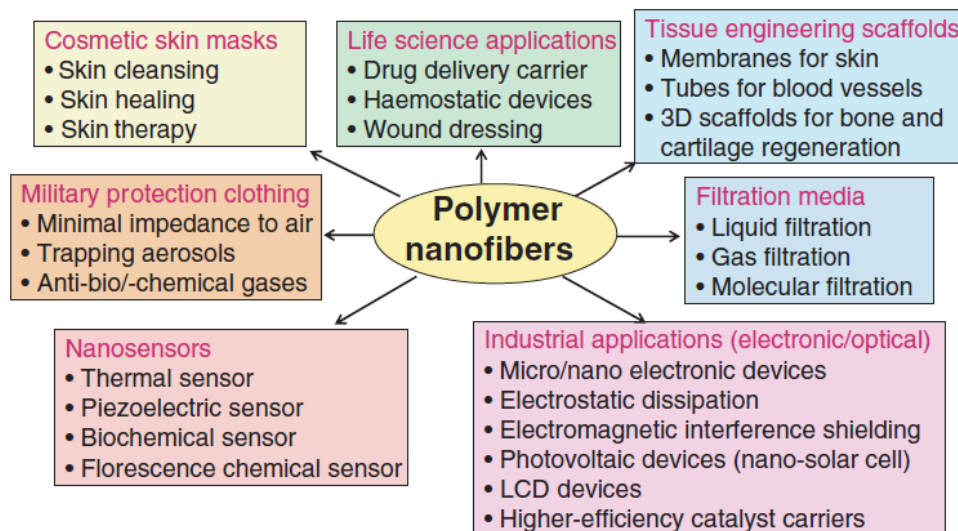 Cosmetic skin masks
• Skin cleansing
• Skin healing
• Skin therapy
Life science applications
• Drug delivery carrier
• Haemostatic devices
• Wound dressing
Tissue engineering scaffolds
• Membranes for skin
• Tubes for blood vessels
• 3D scaffolds for bone and
cartilage regeneration
Military protection clothing
• Minimal impedance to air
• Trapping aerosols
• Anti-bio/-chemical gases
Polymer
nanofibers
Filtration media
• Liquid filtration
• Gas filtration
• Molecular filtration
Nanosensors
• Thermal sensor
• Piezoelectric sensor
• Biochemical sensor
• Florescence chemical sensor
Industrial applications (electronic/optical)
• Micro/nano electronic devices
• Electrostatic dissipation
• Electromagnetic interference shielding
• Photovoltaic devices (nano-solar cell)
• LCD devices
• Higher-efficiency catalyst carriers